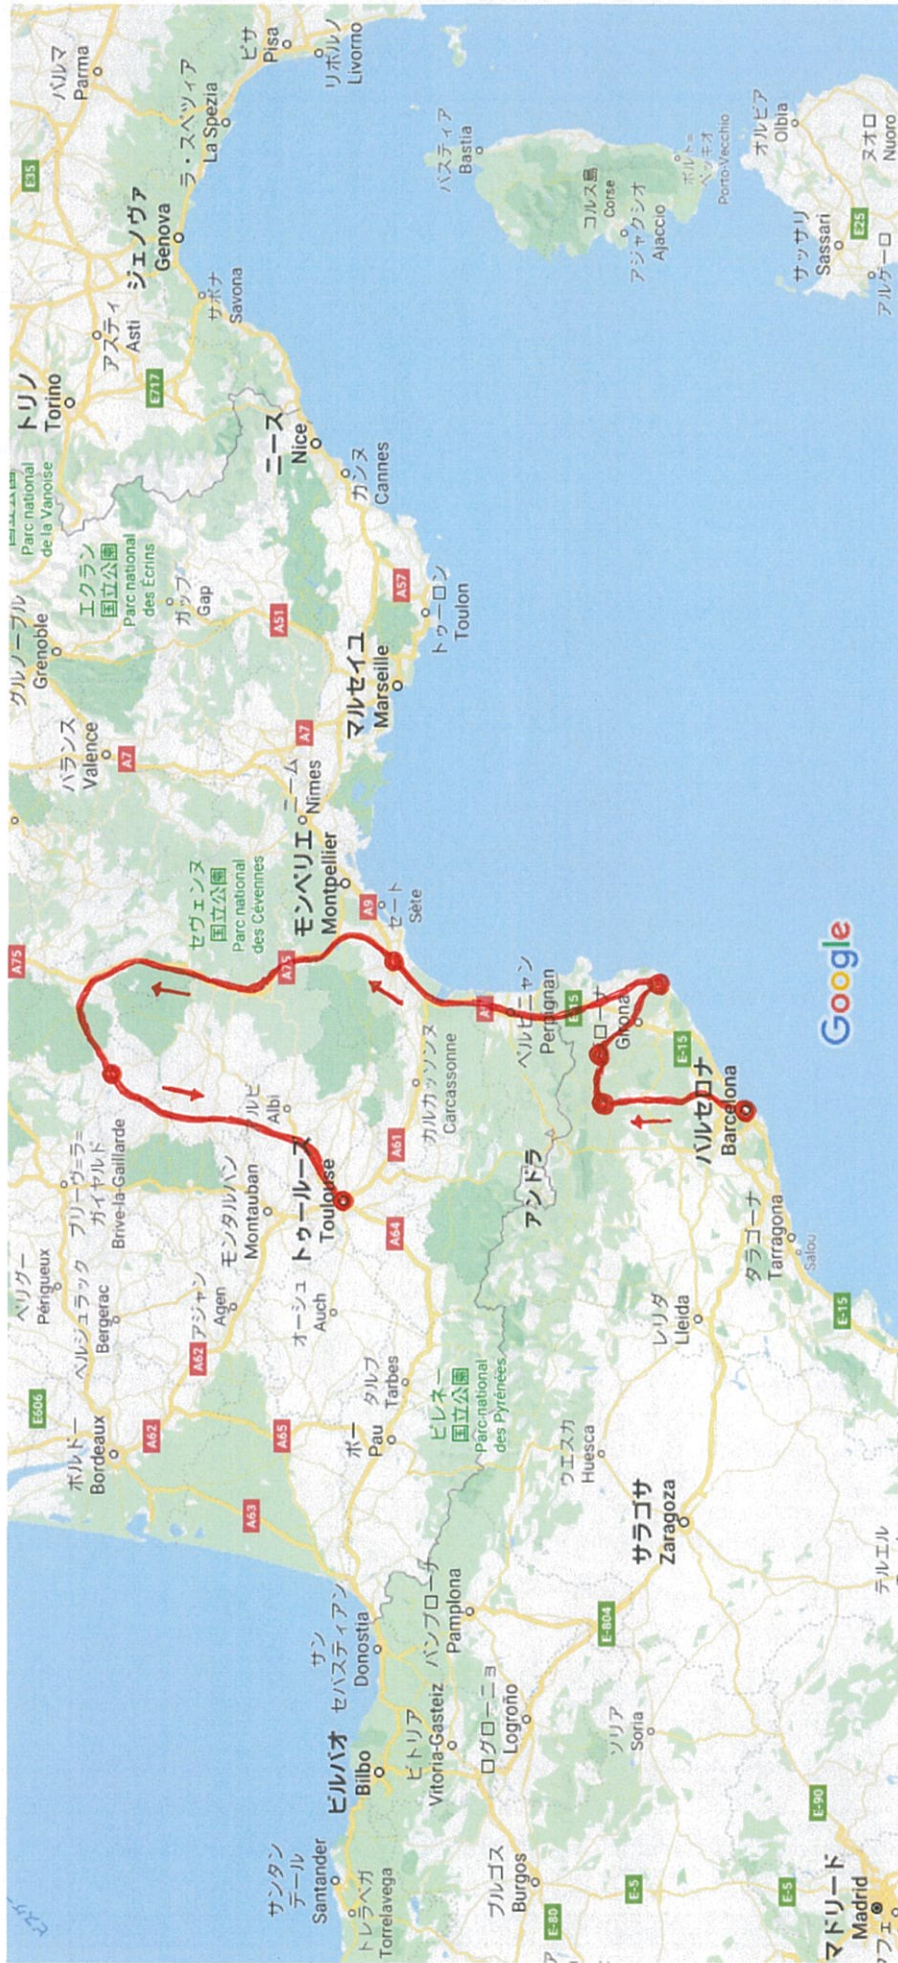 パルマ
Parma
ピサ
Pisa
リボルノ
Livorno
E35
ラ・スペツィア
La Spezia
ジェノヴァ
Genova
サボナ
Savona
アスティ
Asti
E717
トリノ
Torino
バスティア
Bastia
コルス島
Corse
アジャクシオ
Ajaccio
ポルト=
ベッキオ
Porto-Vecchio
オルビア
Olbia
ヌオロ
Nuoro
サッサリ
Sassari
E25
アルゲーロ
ニース
Nice
カンヌ
Cannes
Parc national
de la Vanoise
エクラン
国立公園
Parc national
des Écrins
ガップ
Gap
グルノーブル
Grenoble
A51
A57
トゥーロン
Toulon
マルセイユ
Marseille
バランス
Valence
A7
A7
ニーム
Nîmes
モンペリエ
Montpellier
セヴェンヌ
国立公園
Parc national
des Cévennes
A9
セート
Sète
A75
A75
ペルピニャン
Perpignan
E-15
Girona
E-15
バルセロナ
Barcelona
カルカッソンヌ
Carcassonne
Albi
A61
トゥールーズ
Toulouse
A64
モンタルバン
Montauban
ブリーヴ=ラ=
ガイヤルド
Brive-la-Gaillarde
ペリグー
Périgueux
ベルジュラック
Bergerac
アジャン
Agen
A62
オーシュ
Auch
アンドラ
タラゴーナ
Tarragona
Salou
E-15
リェイダ
Lleida
タルブ
Tarbes
ポー
Pau
ピレネー
国立公園
Parc national
des Pyrénées
ウエスカ
Huesca
サラゴサ
Zaragoza
テルエル
E606
ボルドー
Bordeaux
A62
A65
A63
サン
セバスティアン
Donostia
パンプローナ
Pamplona
E-804
ログローニョ
Logroño
ソリア
Soria
ビトリア
Vitoria-Gasteiz
ビルバオ
Bilbo
サンタン
デール
Santander
トレラベガ
Torrelavega
ブルゴス
Burgos
E-80
E-5
E-5
E-90
マドリード
Madrid
Google